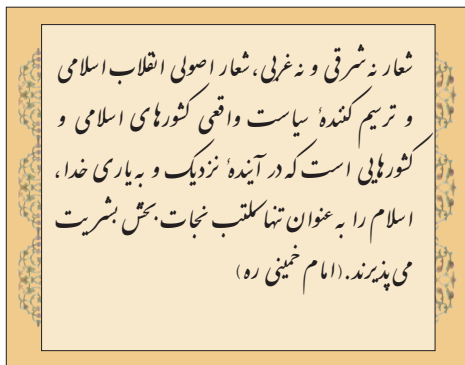 شعار نه شرقی و نه غربی، شعار اصولی انقلاب اسلامی
و ترسیم کنندهٔ سیاست واقعی کشورهای اسلامی و
کشورهایی است که در آیندهٔ نزدیک و به یاری خدا،
اسلام را به عنوان تنها مکتب نجات بخش بشریت
می پذیرند. (امام خمینی ره)